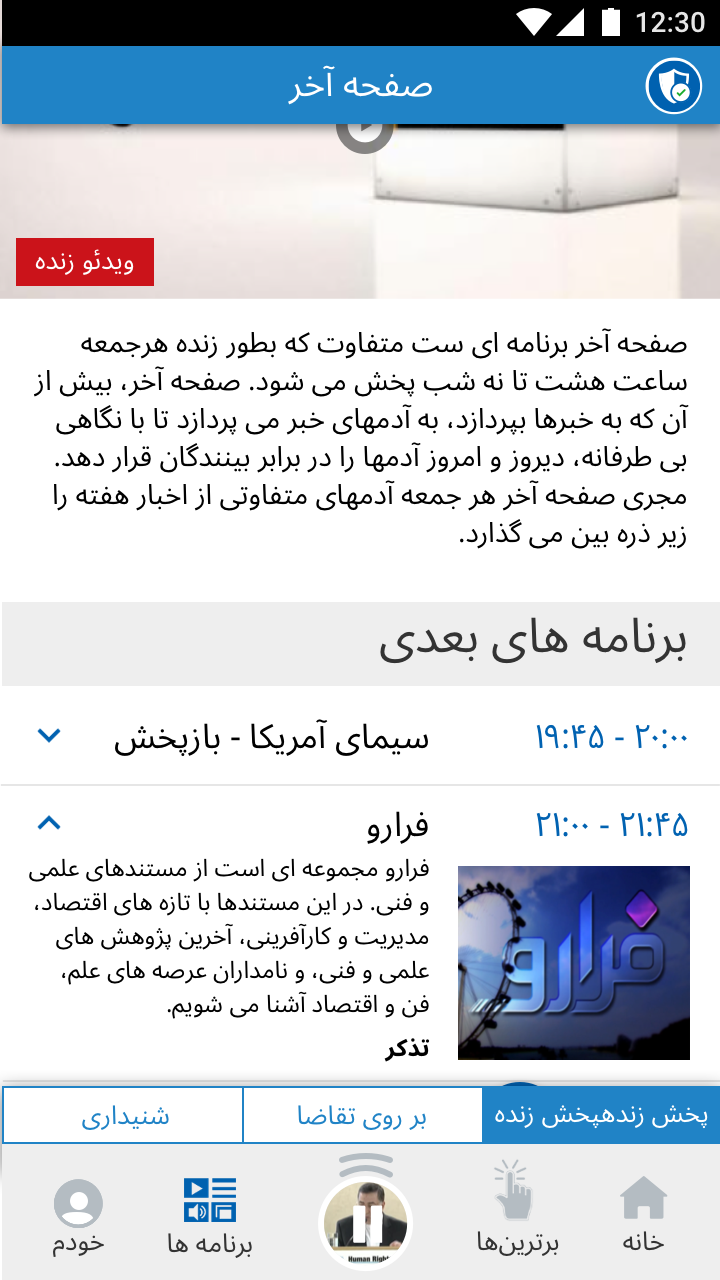 12:30
صفحه آخر
ویدئو زنده
صفحه آخر برنامه ای ست متفاوت که بطور زنده هرجمعه
ساعت هشت تا نه شب پخش می شود. صفحه آخر، بیش از
آن که به خبرها بپردازد، به آدمهای خبر می پردازد تا با نگاهی
بی طرفانه، دیروز و امروز آدمها را در برابر بینندگان قرار دهد.
مجری صفحه آخر هر جمعه آدمهای متفاوتی از اخبار هفته را
زیر ذره بین می گذارد.
برنامه های بعدی
۱۹:۴۵ - ۲۰:۰۰
سیمای آمریکا - بازپخش
۲۱:۰۰ - ۲۱:۴۵
فرارو
فرارو مجموعه ای است از مستندهای علمی
و فنی. در این مستندها با تازه های اقتصاد،
مدیریت و کارآفرینی، آخرین پژوهش های
علمی و فنی، و نامداران عرصه های علم،
فن و اقتصاد آشنا می شویم.
تذکر
فرارو
پخش زندهپخش زنده
بر روی تقاضا
شنیداری
خانه
برترین‌ها
Human Right
برنامه ها
خودم